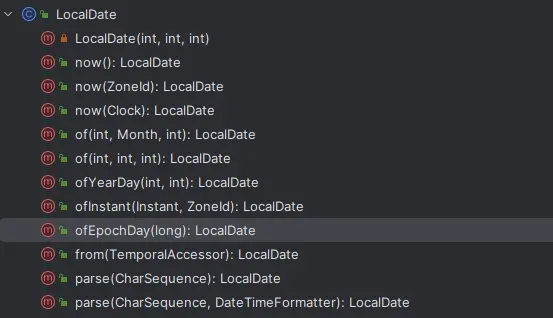 LocalDate
LocalDate(int, int, int)
now(): LocalDate
now(ZoneId): LocalDate
now(Clock): LocalDate
of(int, Month, int): LocalDate
of(int, int, int): LocalDate
ofYearDay(int, int): LocalDate
ofInstant(Instant, ZoneId): LocalDate
ofEpochDay(long): LocalDate
from(TemporalAccessor): LocalDate
parse(CharSequence): LocalDate
parse(CharSequence, DateTimeFormatter): LocalDate